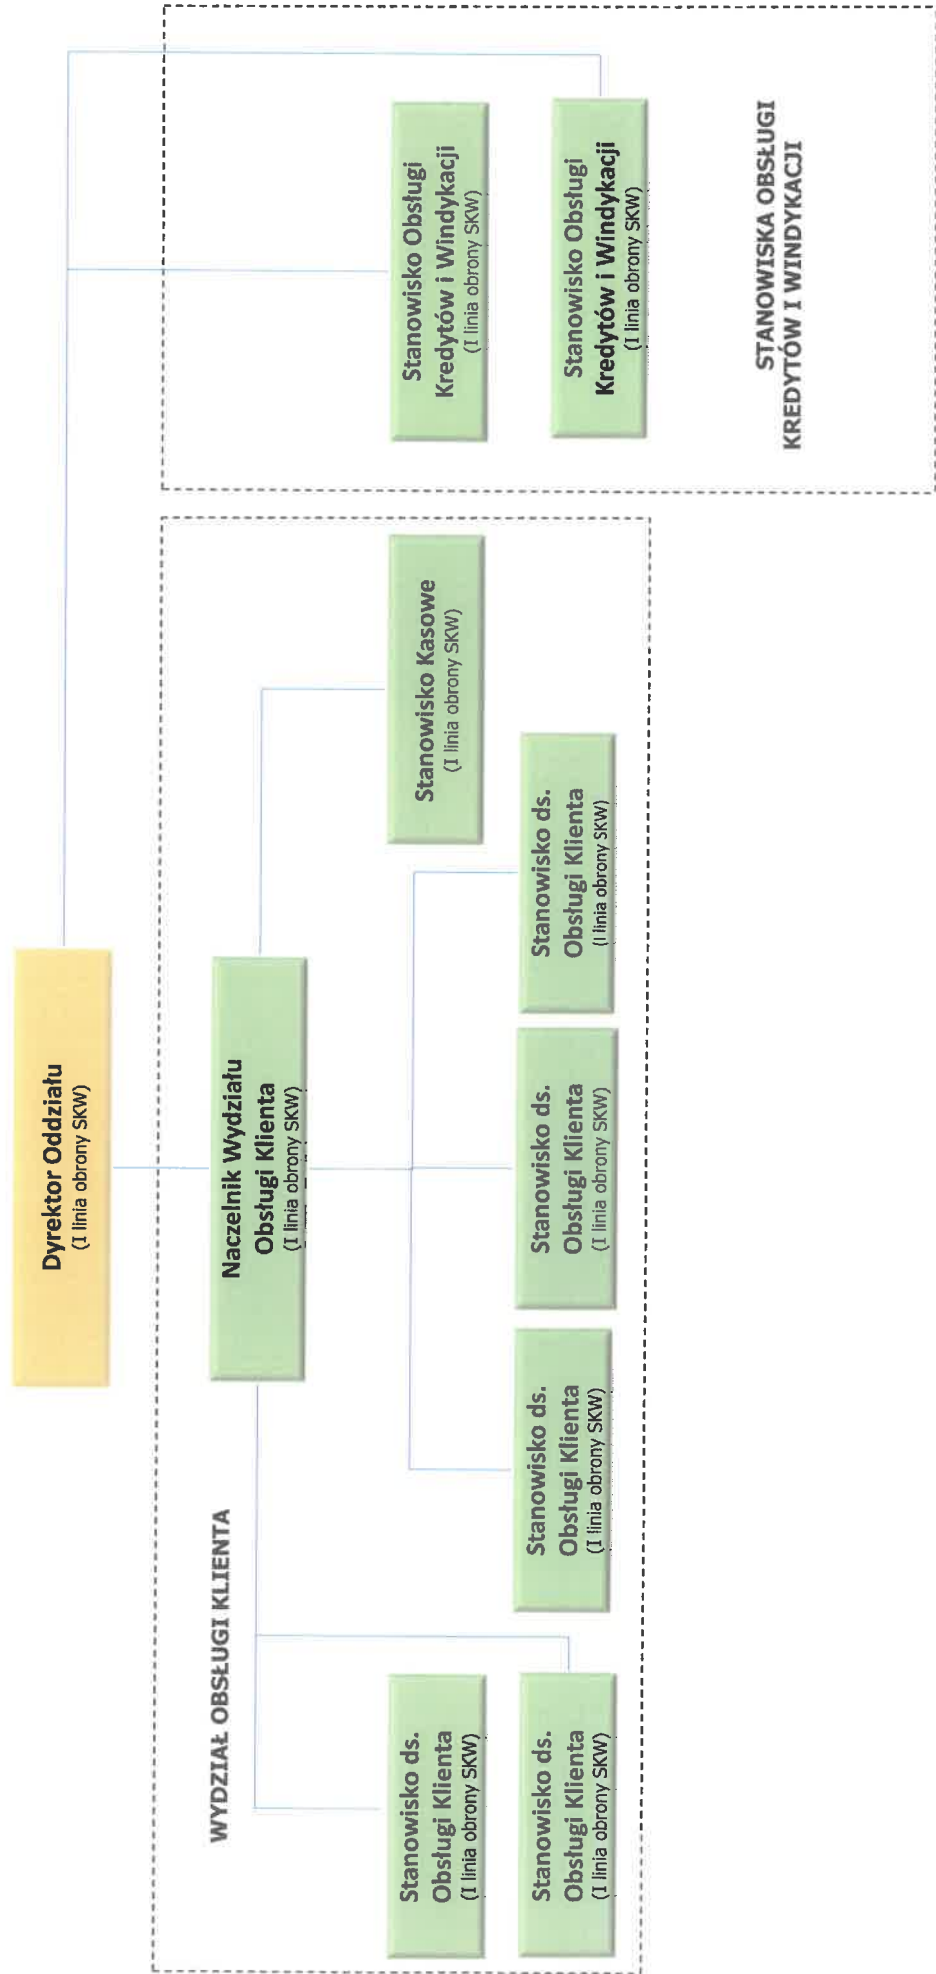 Dyrektor Oddziału
(I linia obrony SKW)
WYDZIAŁ OBSŁUGI KLIENTA
Naczelnik Wydziału
Obsługi Klienta
(I linia obrony SKW)
Stanowisko ds.
Obsługi Klienta
(I linia obrony SKW)
Stanowisko ds.
Obsługi Klienta
(I linia obrony SKW)
Stanowisko ds.
Obsługi Klienta
(I linia obrony SKW)
Stanowisko ds.
Obsługi Klienta
(I linia obrony SKW)
Stanowisko ds.
Obsługi Klienta
(I linia obrony SKW)
Stanowisko Kasowe
(I linia obrony SKW)
Stanowisko Obsługi
Kredytów i Windykacji
(I linia obrony SKW)
Stanowisko Obsługi
Kredytów i Windykacji
(I linia obrony SKW)
STANOWISKA OBSŁUGI
KREDYTÓW I WINDYKACJI